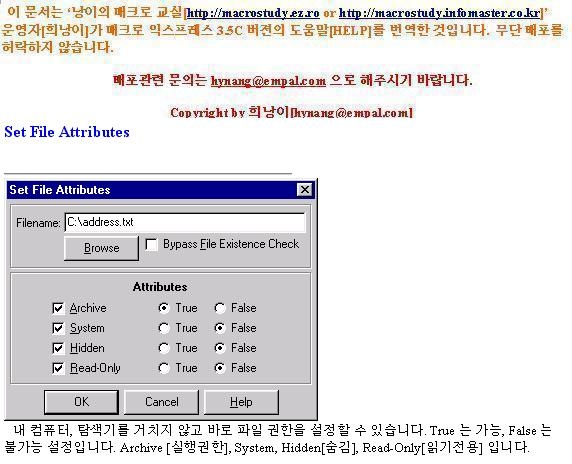 이 문서는 '낭이의 매크로 교실[http://macrostudy.ez.ro or http://macrostudy.infomaster.co.kr]'
운영자[희낭이]가 매크로 익스프레스 3.5C 버젼의 도움말[HELP]를 번역한 것입니다. 무단 배포를
허락하지 않습니다.
배포관련 문의는 hynang@empal.com 으로 해주시기 바랍니다.
Copyright by 희낭이[hynang@empal.com]
Set File Attributes
Set File Attributes
Filename: C:\address.txt
Browse Bypass File Existence Check
Attributes
Archive True False
System True False
Hidden True False
Read-Only True False
OK Cancel Help
내 컴퓨터, 탐색기를 거치지 않고 바로 파일 권한을 설정할 수 있습니다. True 는 가능, False 는
불가능 설정입니다. Archive [실행권한], System, Hidden[숨김], Read-Only[읽기전용] 입니다.